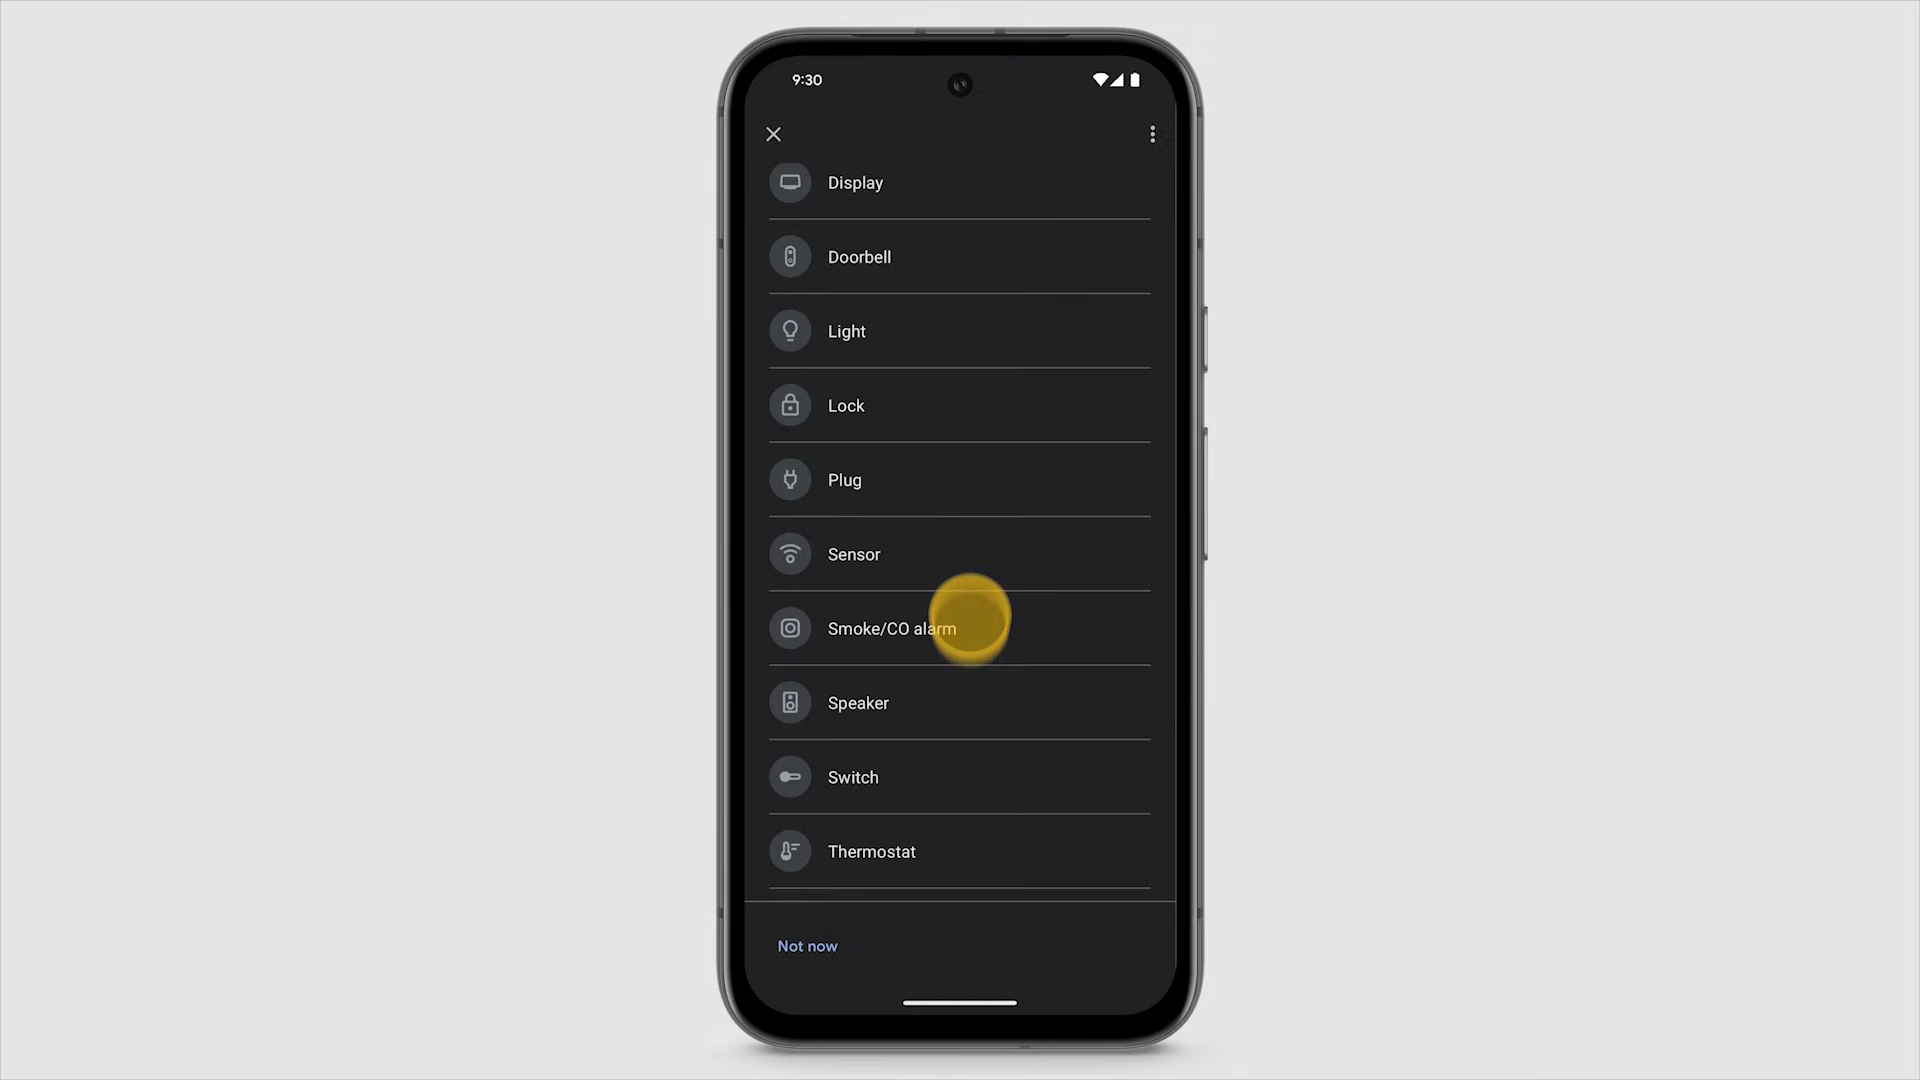 9:30
Display
Doorbell
Light
Lock
Plug
Sensor
Smoke/CO alarm
Speaker
Switch
Thermostat
Not now